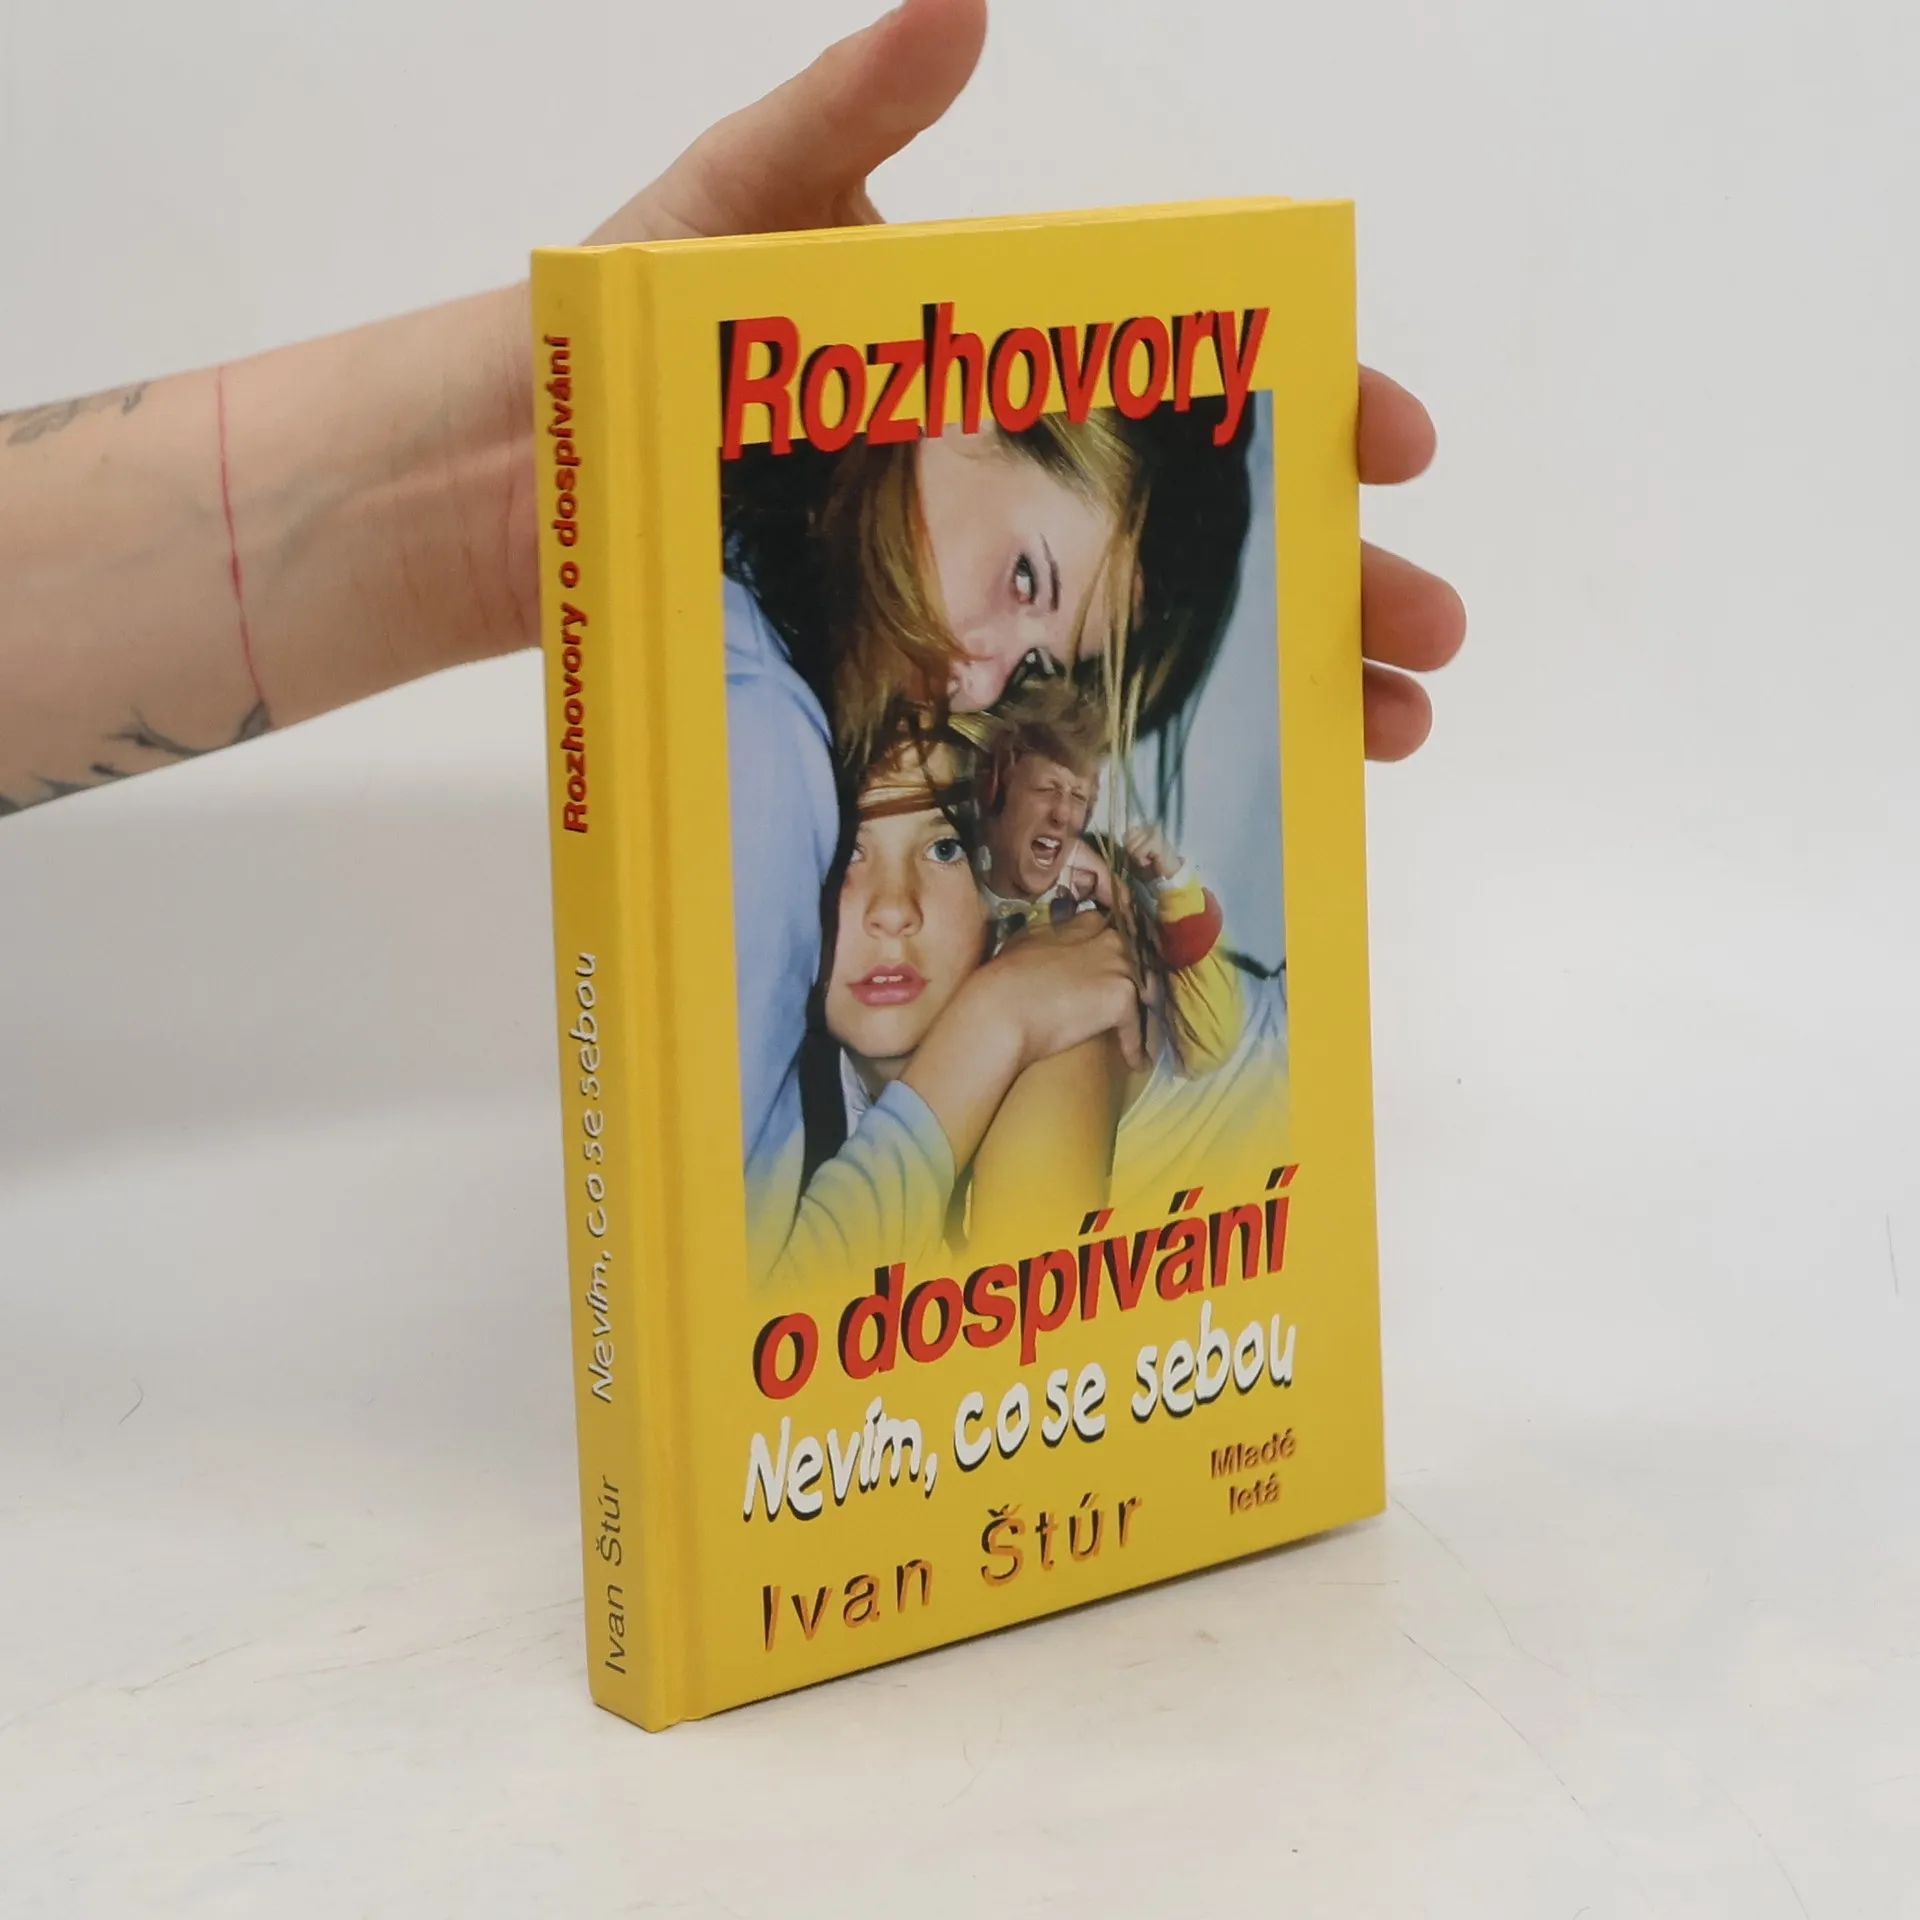 Rozhovory
o dospívání
Nevím, co se sebou
Mladé
letá
Ivan Štúr
Ivan Štúr Nevím, co se sebou Rozhovory o dospívání